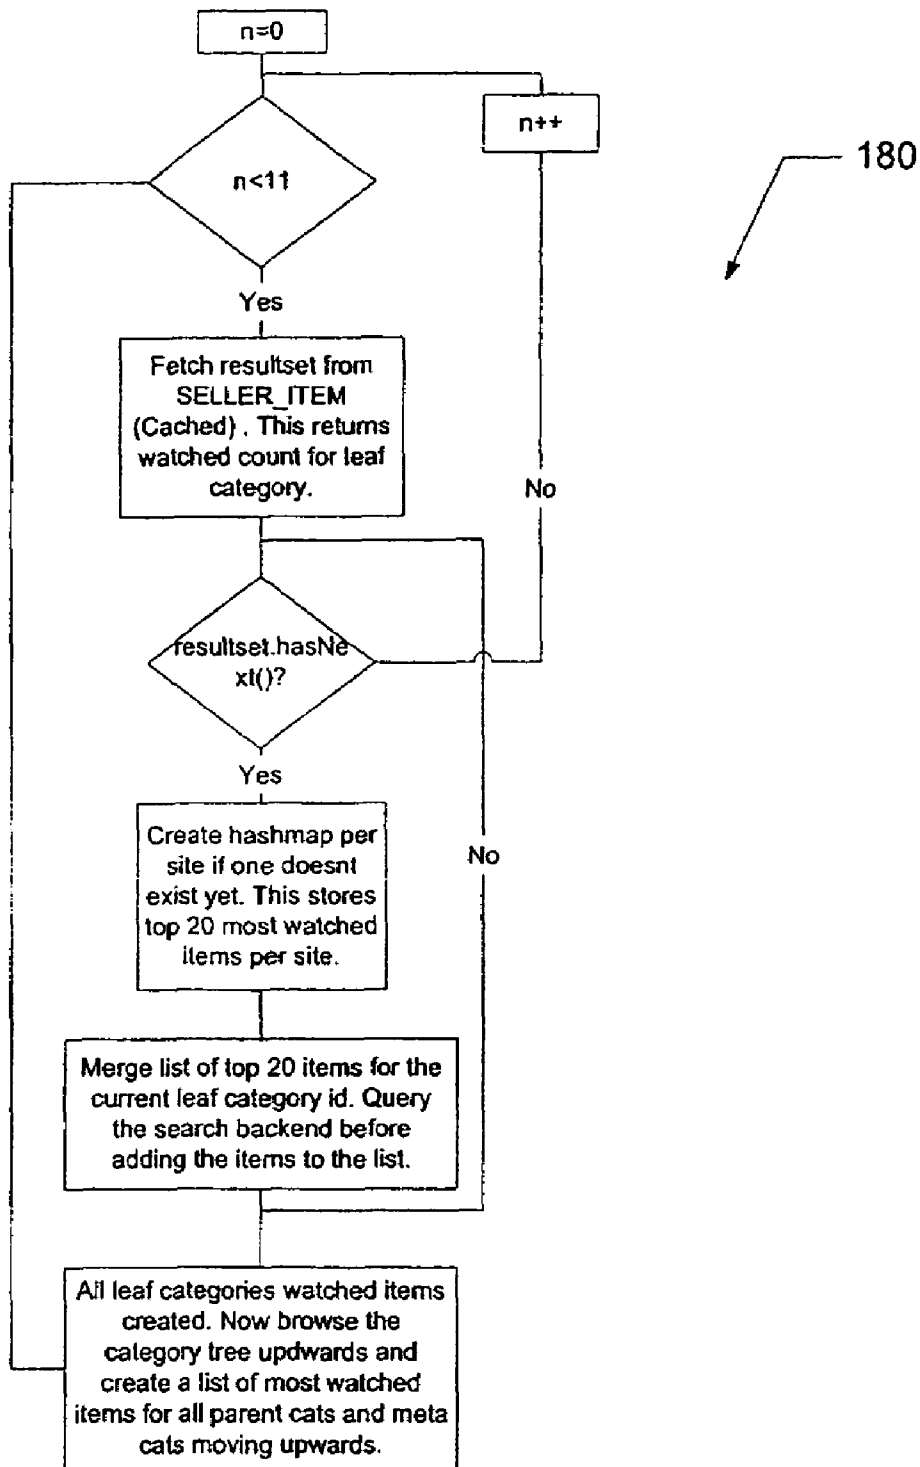 n=0
n++
180
n<11
Yes
Fetch resultset from
SELLER_ITEM
(Cached) . This returns
watched count for leaf
category.
No
resultset.hasNe
xt()?
Yes
Create hashmap per
site if one doesnt
exist yet. This stores
top 20 most watched
items per site.
No
Merge list of top 20 items for the
current leaf category id. Query
the search backend before
adding the items to the list.
All leaf categories watched items
created. Now browse the
category tree updwards and
create a list of most watched
items for all parent cats and meta
cats moving upwards.